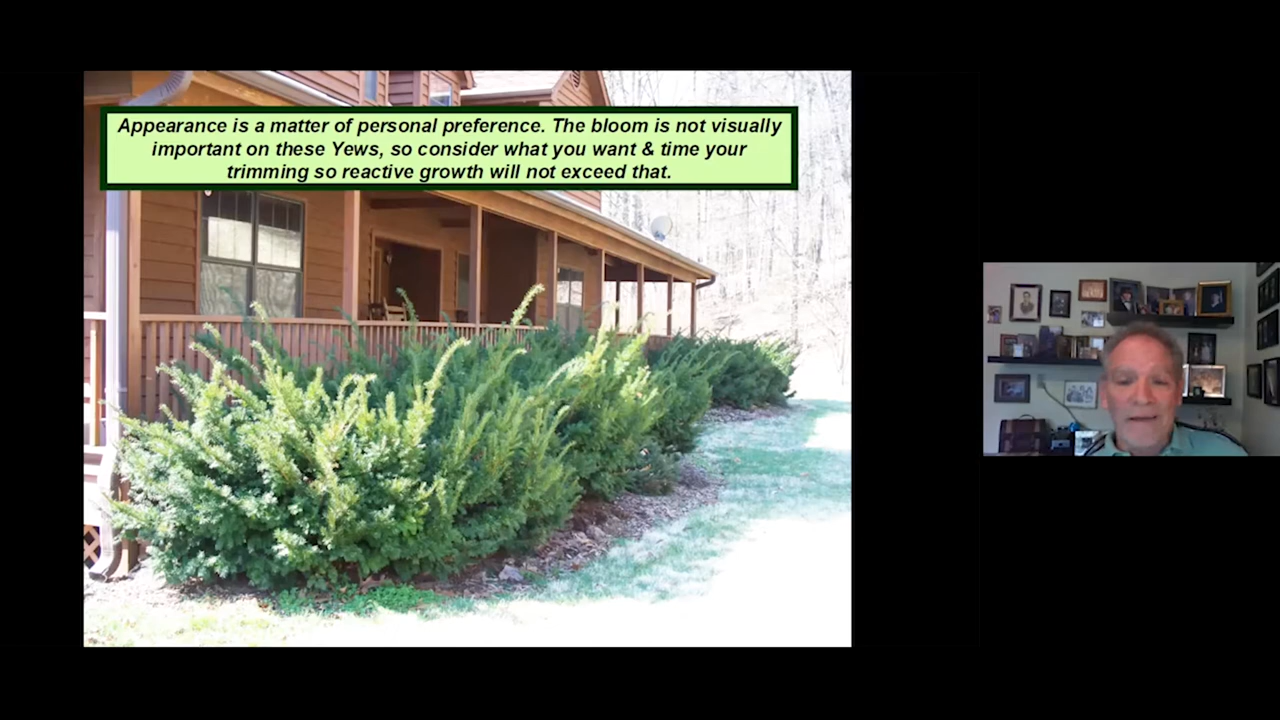 Appearance is a matter of personal preference. The bloom is not visually
important on these Yews, so consider what you want & time your
trimming so reactive growth will not exceed that.